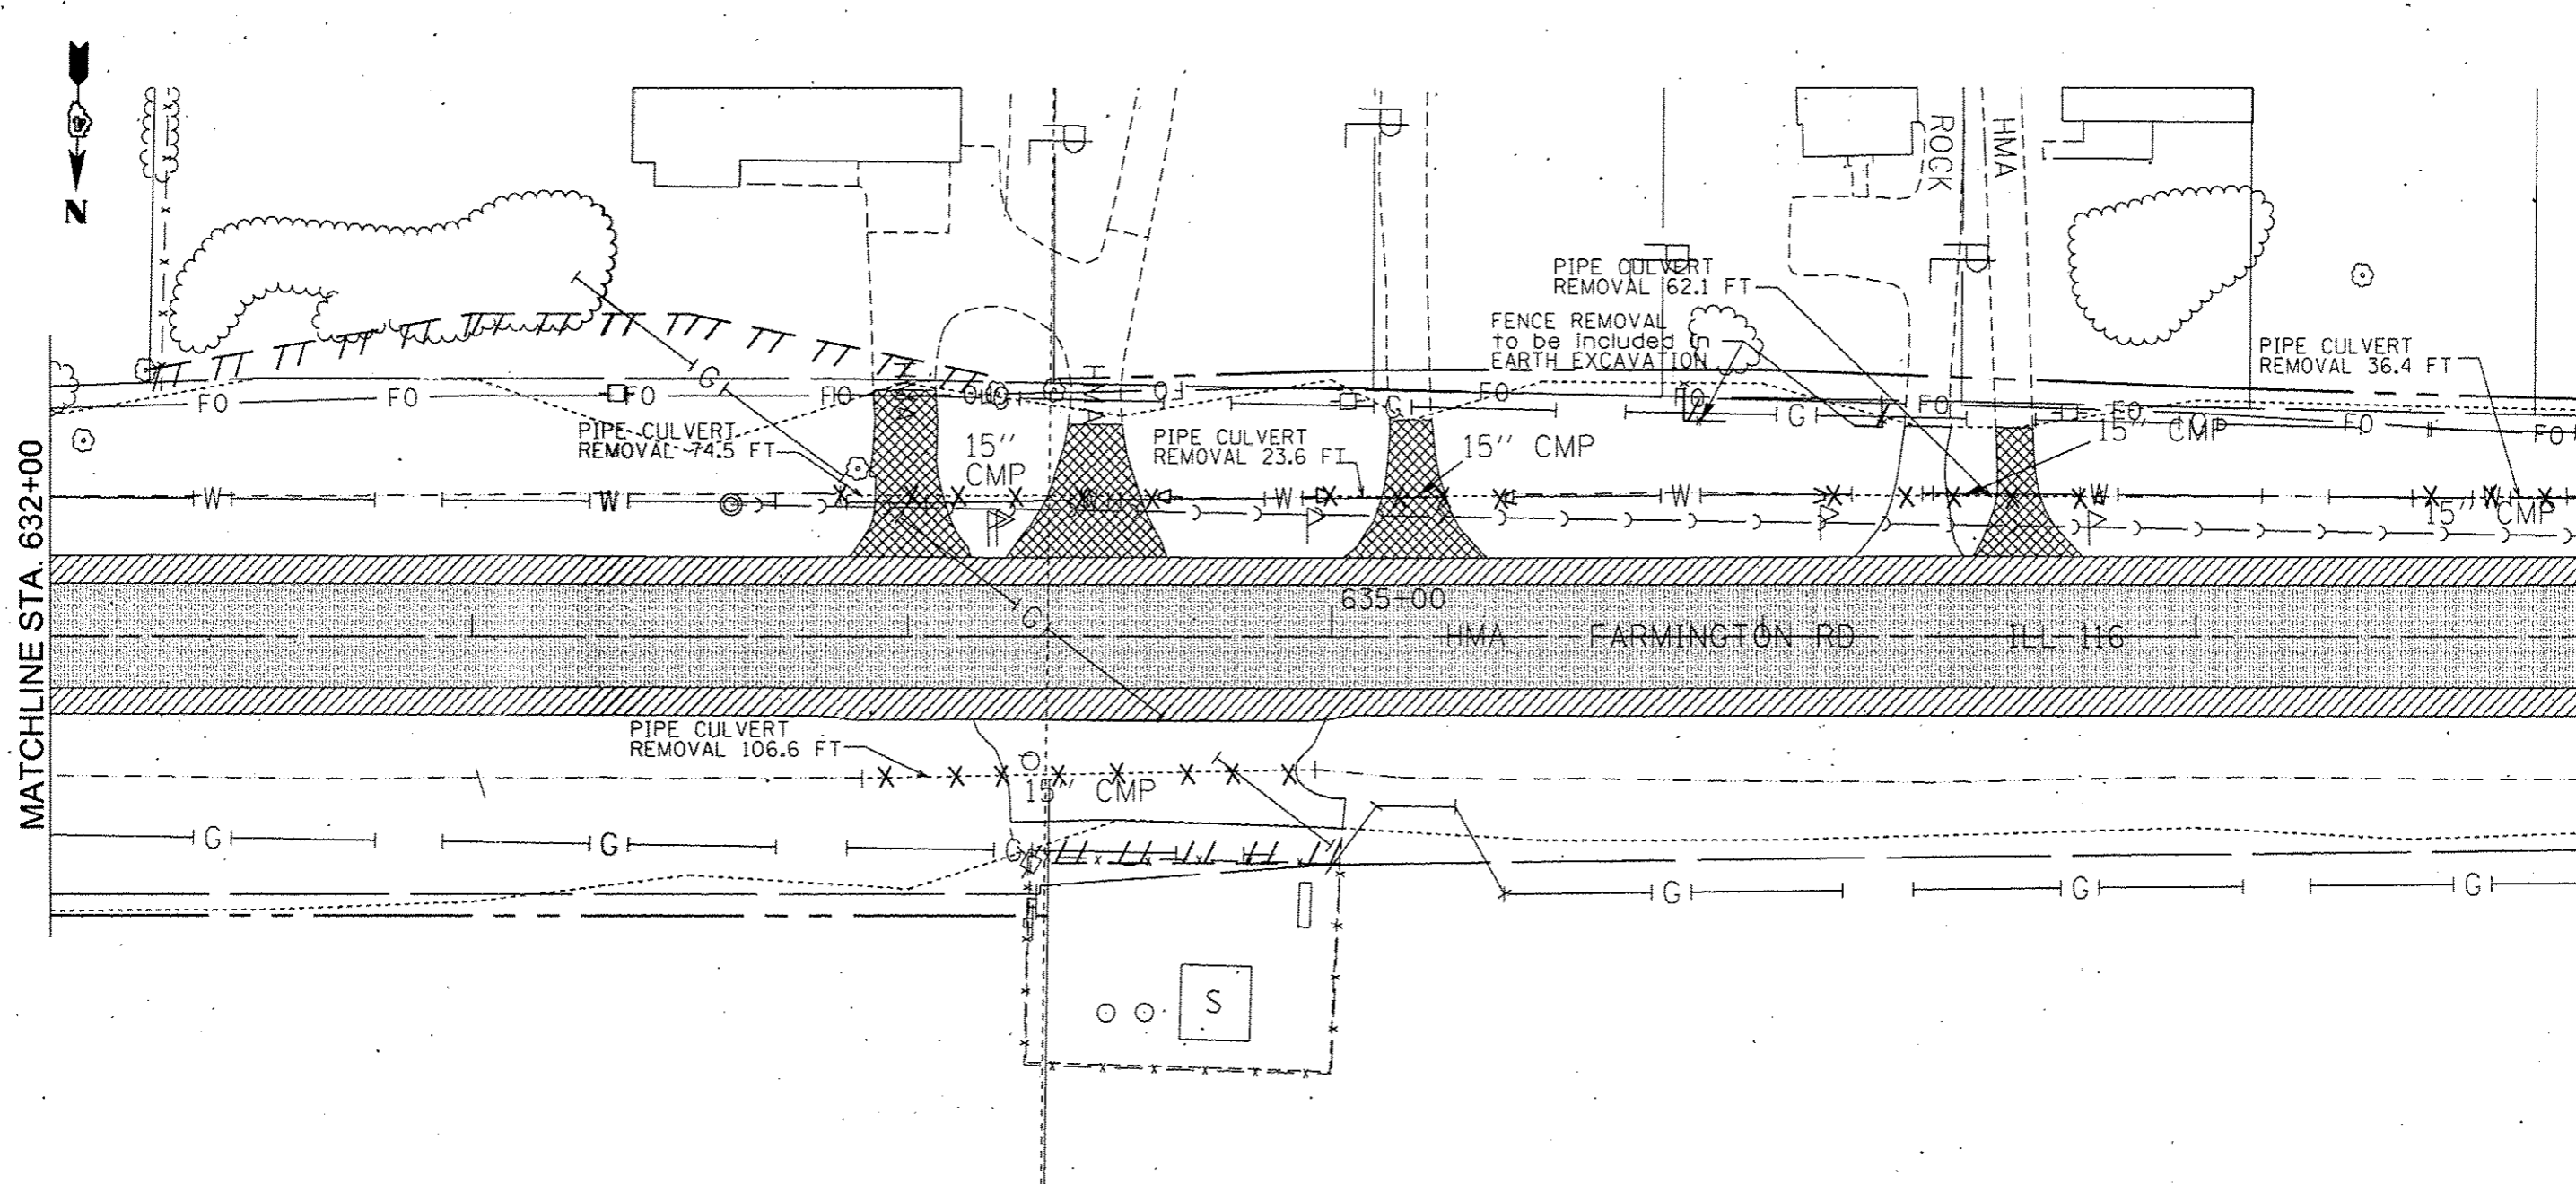 N
ROCK
HMA
PIPE CULVERT
REMOVAL 62.1 FT
FENCE REMOVAL
to be included in
EARTH EXCAVATION
PIPE CULVERT
REMOVAL 36.4 FT
G
FO
FO
FO
FO
FO
FO
FO
FO
FO
FO
G
G
PIPE CULVERT
REMOVAL 74.5 FT
15" CMP
PIPE CULVERT
REMOVAL 23.6 FT
15" CMP
15" CMP
W
W
W
W
W
W
15" CMP
MATCHLINE STA. 632+00
635+00
G
HMA FARMINGTON RD ILL 116
PIPE CULVERT
REMOVAL 106.6 FT
15" CMP
G
G
G
G
G
G
S